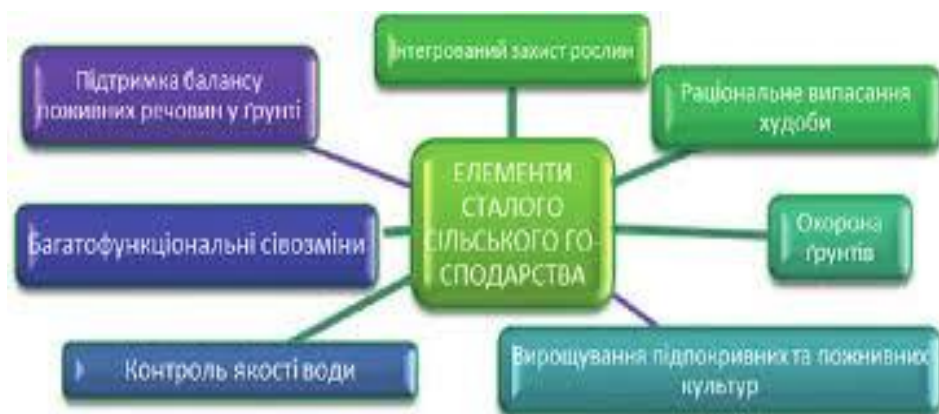 Інтегрований захист рослин
Підтримка балансу
поживних речовин у ґрунті
Раціональне випасання
худоби
ЕЛЕМЕНТИ
СТАЛОГО
СІЛЬСЬКОГО ГО-
СПОДАРСТВА
Багатофункціональні сівозміни
Охорона
ґрунтів
Контроль якості води
Вирощування підпокривних та пожнивних
культур